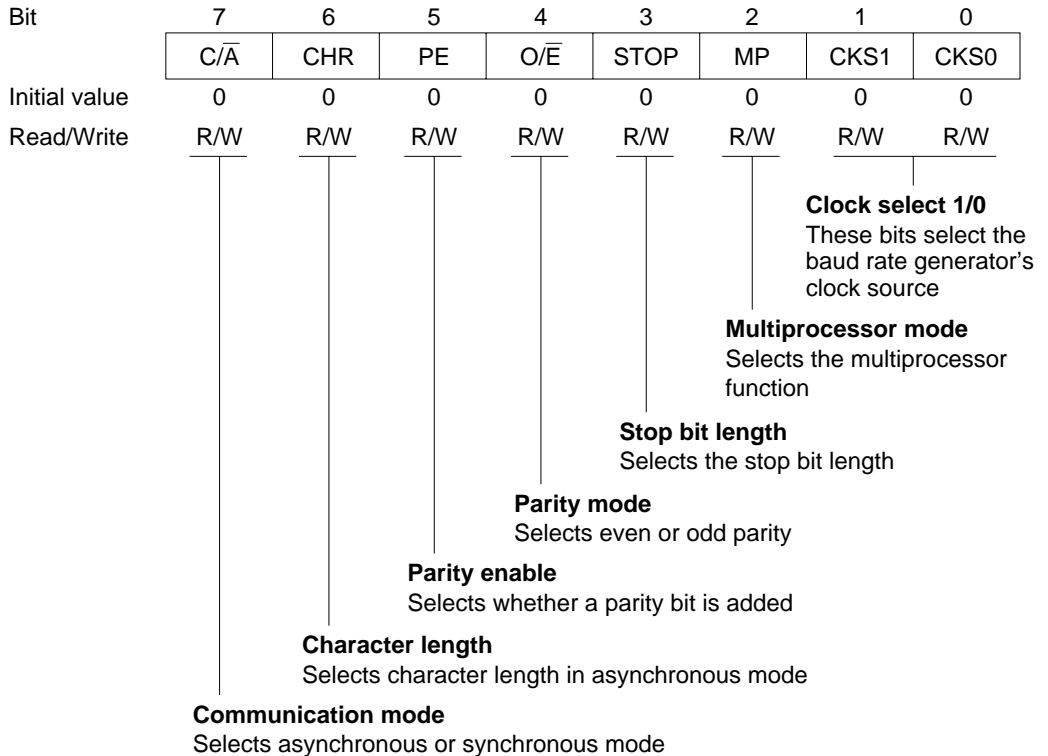 Bit 7 6 5 4 3 2 1 0
C/A̅ CHR PE O/E̅ STOP MP CKS1 CKS0
Initial value 0 0 0 0 0 0 0 0
Read/Write R/W R/W R/W R/W R/W R/W R/W R/W
Clock select 1/0
These bits select the
baud rate generator's
clock source
Multiprocessor mode
Selects the multiprocessor
function
Stop bit length
Selects the stop bit length
Parity mode
Selects even or odd parity
Parity enable
Selects whether a parity bit is added
Character length
Selects character length in asynchronous mode
Communication mode
Selects asynchronous or synchronous mode